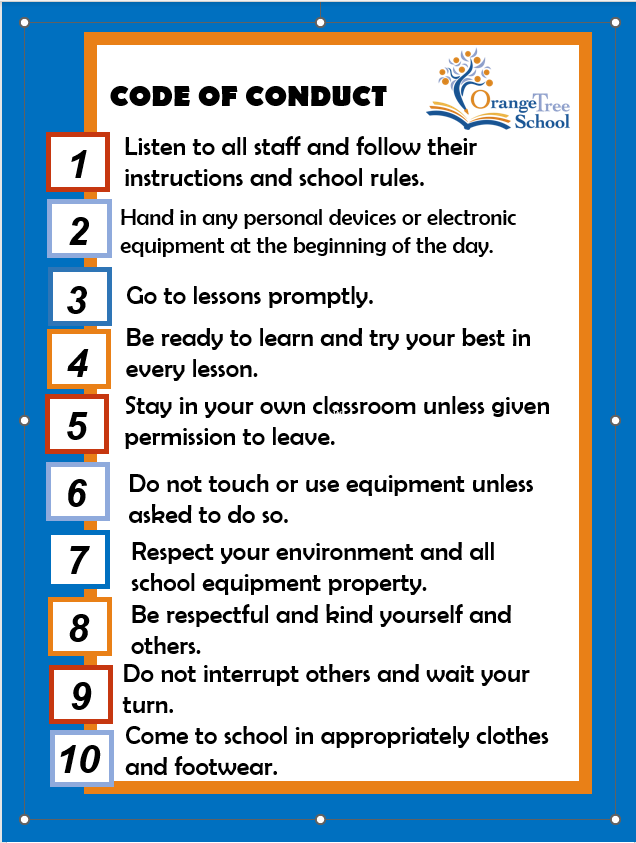 CODE OF CONDUCT
OrangeTree
School
1
Listen to all staff and follow their
instructions and school rules.
2
Hand in any personal devices or electronic
equipment at the beginning of the day.
3
Go to lessons promptly.
4
Be ready to learn and try your best in
every lesson.
5
Stay in your own classroom unless given
permission to leave.
6
Do not touch or use equipment unless
asked to do so.
7
Respect your environment and all
school equipment property.
8
Be respectful and kind yourself and
others.
9
Do not interrupt others and wait your
turn.
10
Come to school in appropriately clothes
and footwear.